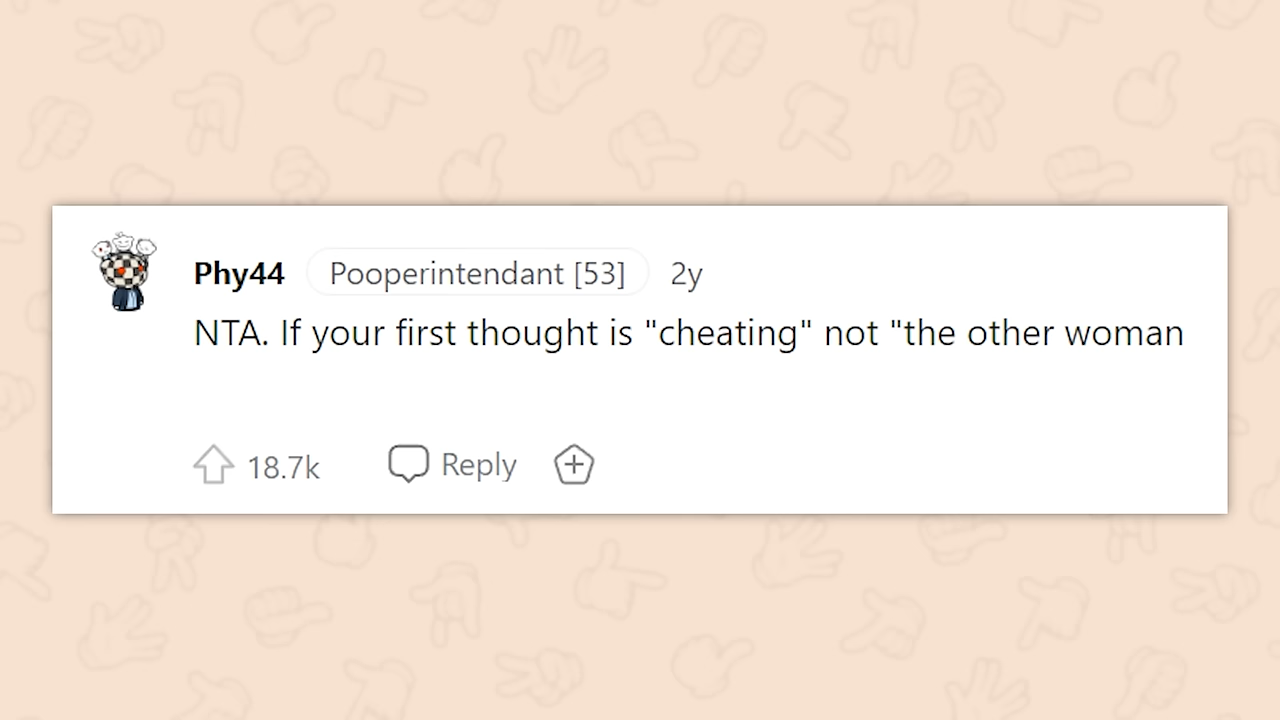 Phy44 Pooperintendant [53] 2y
NTA. If your first thought is "cheating" not "the other woman
18.7k Reply